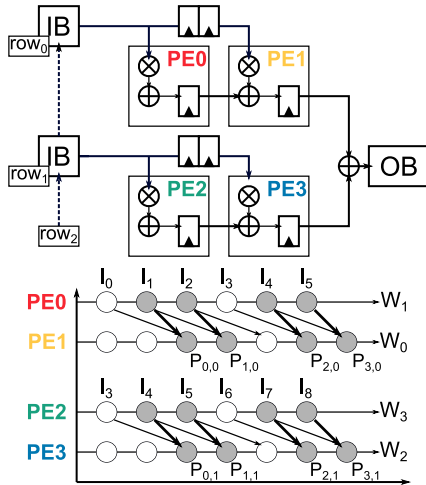 IB
row0
PE0 PE1
IB
row1
PE2 PE3
OB
row2
I0 I1 I2 I3 I4 I5
PE0 W1
PE1 W0
P0,0 P1,0 P2,0 P3,0
I3 I4 I5 I6 I7 I8
PE2 W3
PE3 W2
P0,1 P1,1 P2,1 P3,1